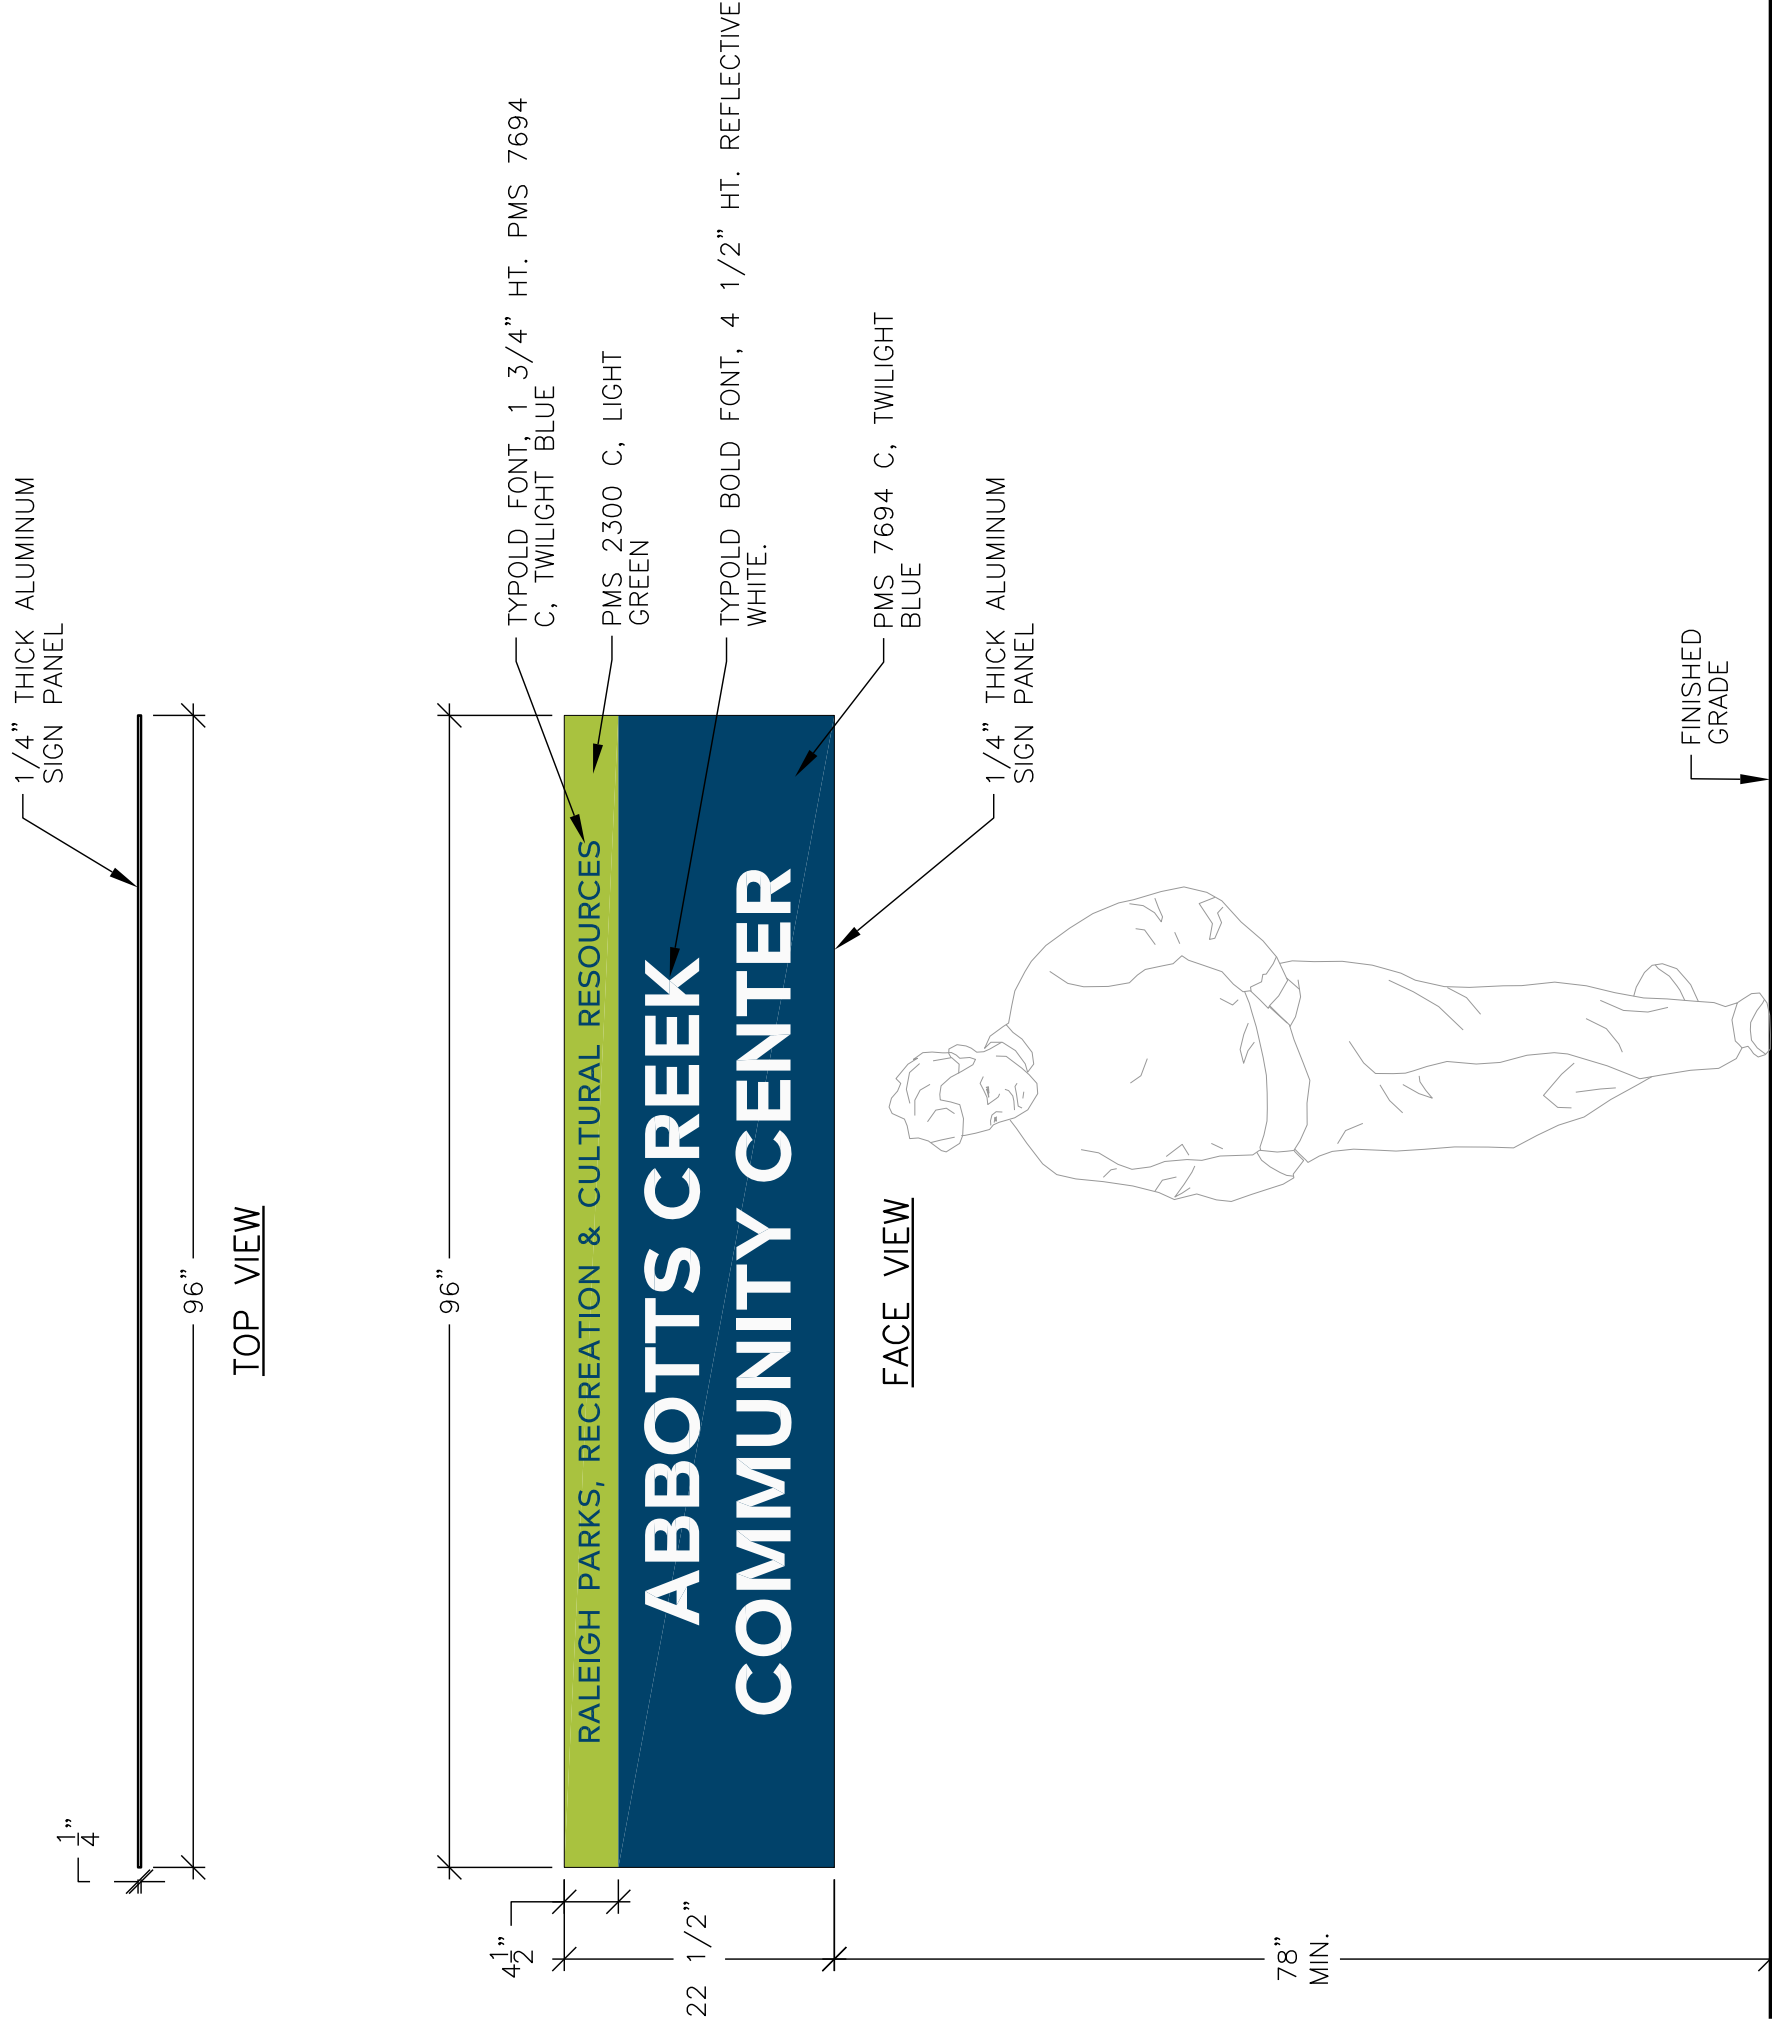 1/4" THICK ALUMINUM
SIGN PANEL
1/4"
96"
TOP VIEW
96"
TYPOLD FONT, 1 3/4" HT. PMS 7694
C, TWILIGHT BLUE
PMS 2300 C, LIGHT
GREEN
TYPOLD BOLD FONT, 4 1/2" HT. REFLECTIVE
WHITE.
PMS 7694 C, TWILIGHT
BLUE
1/4" THICK ALUMINUM
SIGN PANEL
4 1/2"
22 1/2"
RALEIGH PARKS, RECREATION & CULTURAL RESOURCES
ABBOTTS CREEK
COMMUNITY CENTER
FACE VIEW
78"
MIN.
FINISHED
GRADE